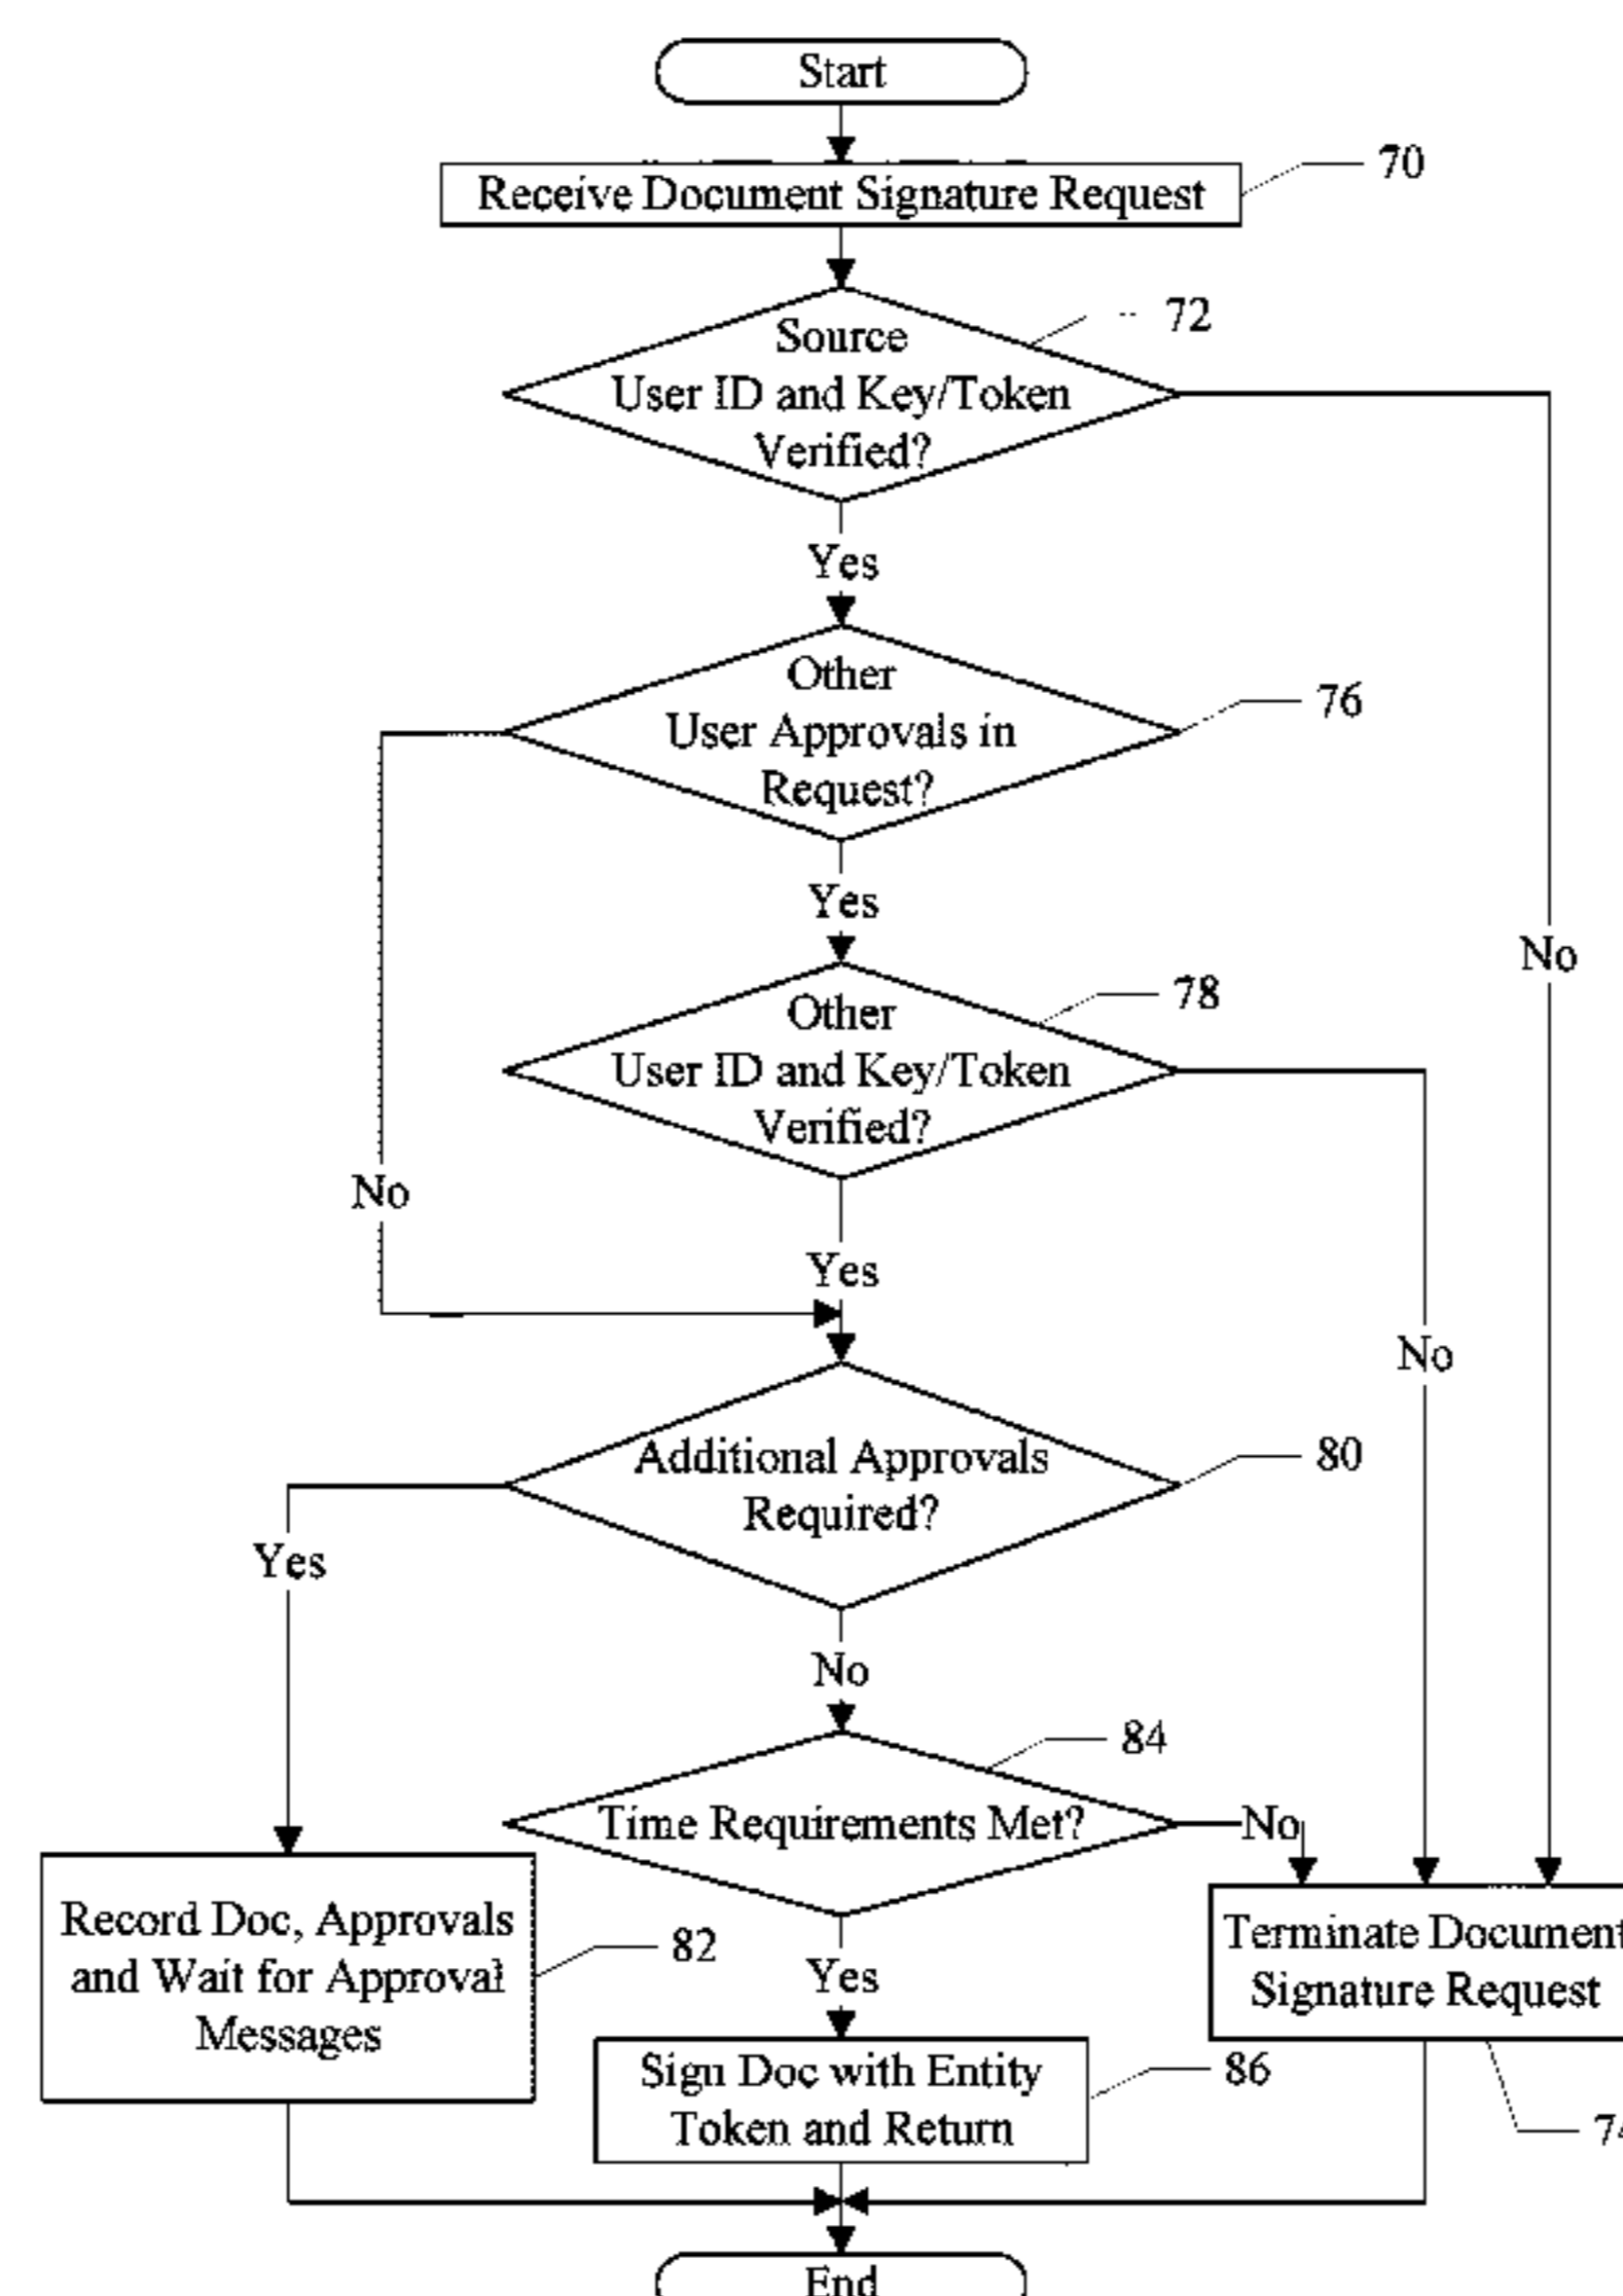 Start
Receive Document Signature Request
70
Source
User ID and Key/Token
Verified?
72
Yes
Other
User Approvals in
Request?
76
Yes
No
Other
User ID and Key/Token
Verified?
78
No
Yes
No
Additional Approvals
Required?
80
Yes
No
Time Requirements Met?
84
No
Record Doc, Approvals
and Wait for Approval
Messages
82
Yes
Terminate Document
Signature Request
Sign Doc with Entity
Token and Return
86
74
End